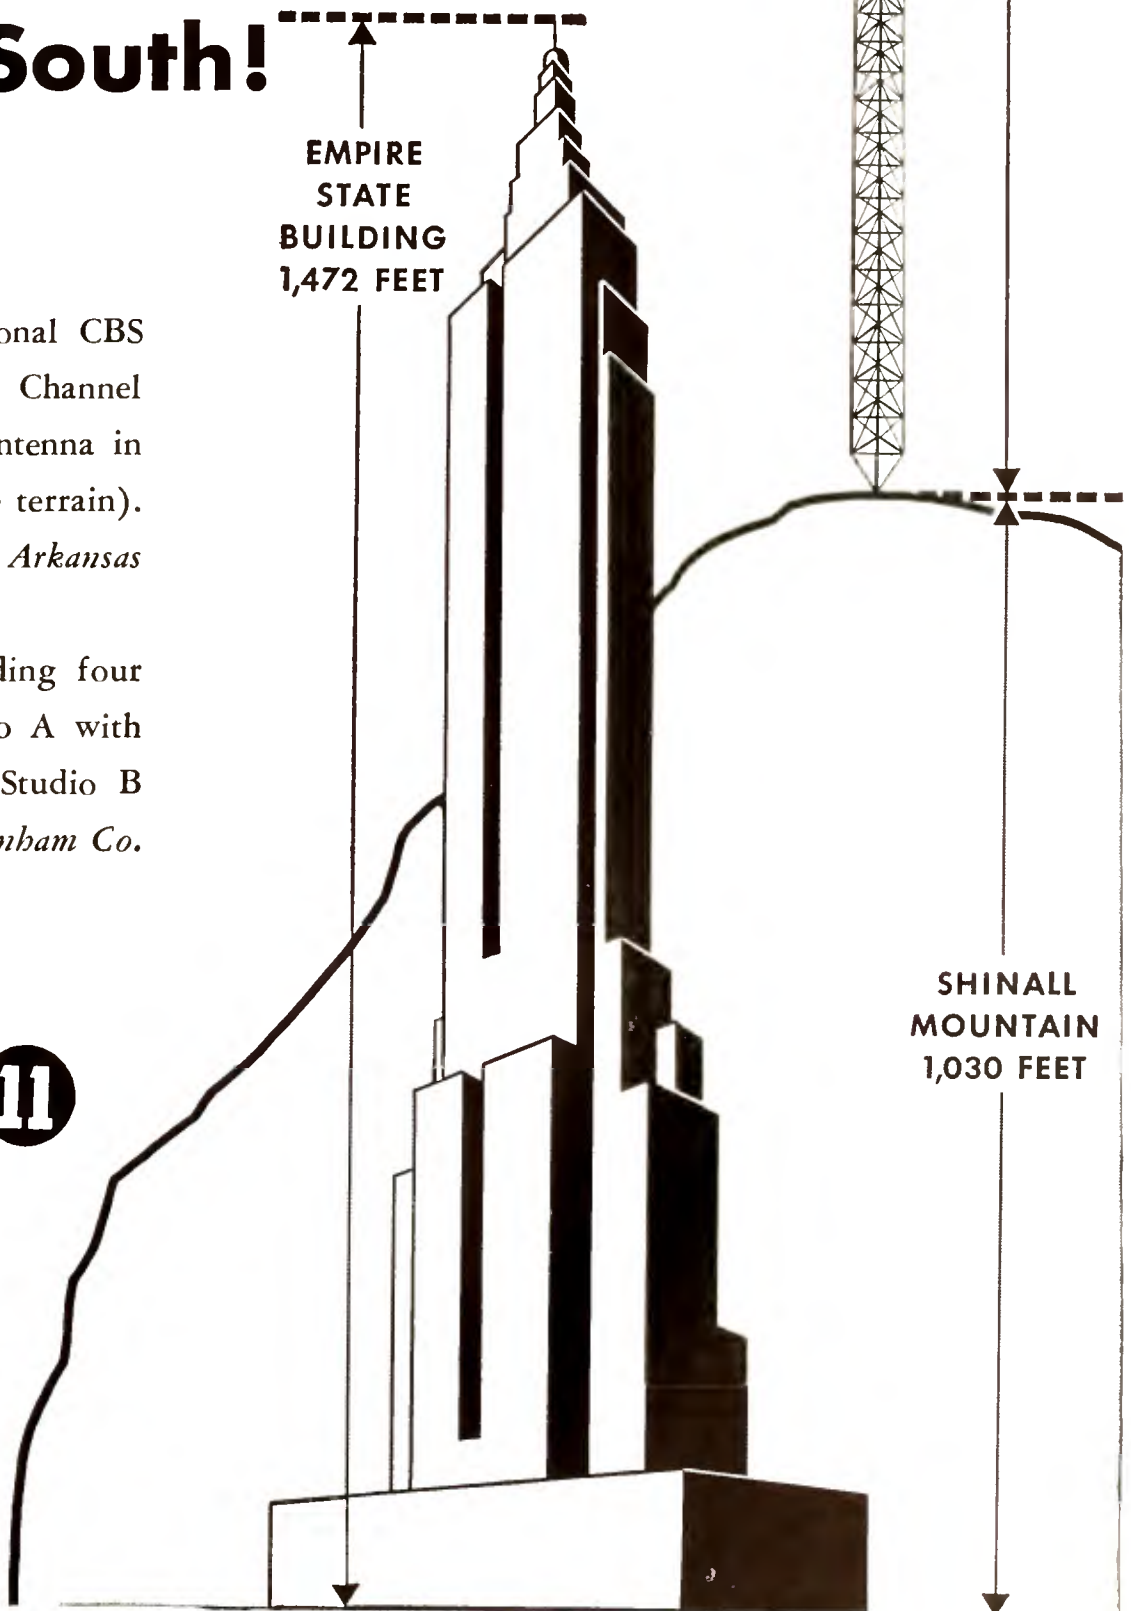 South!
EMPIRE
STATE
BUILDING
1,472 FEET
onal CBS
Channel
ntenna in
terrain).
Arkansas
ding four
o A with
Studio B
nham Co.
11
SHINALL
MOUNTAIN
1,030 FEET